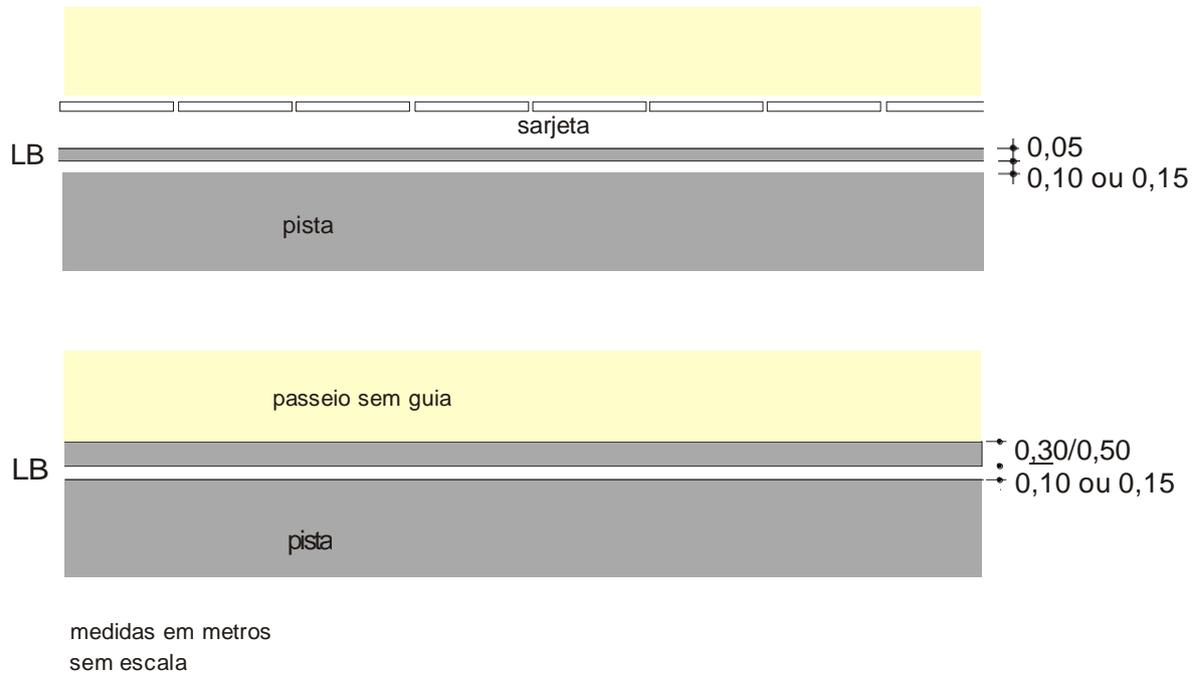 sarjeta
LB
0,05
0,10 ou 0,15
pista
passeio sem guia
0,30/0,50
LB
0,10 ou 0,15
pista
medidas em metros
sem escala